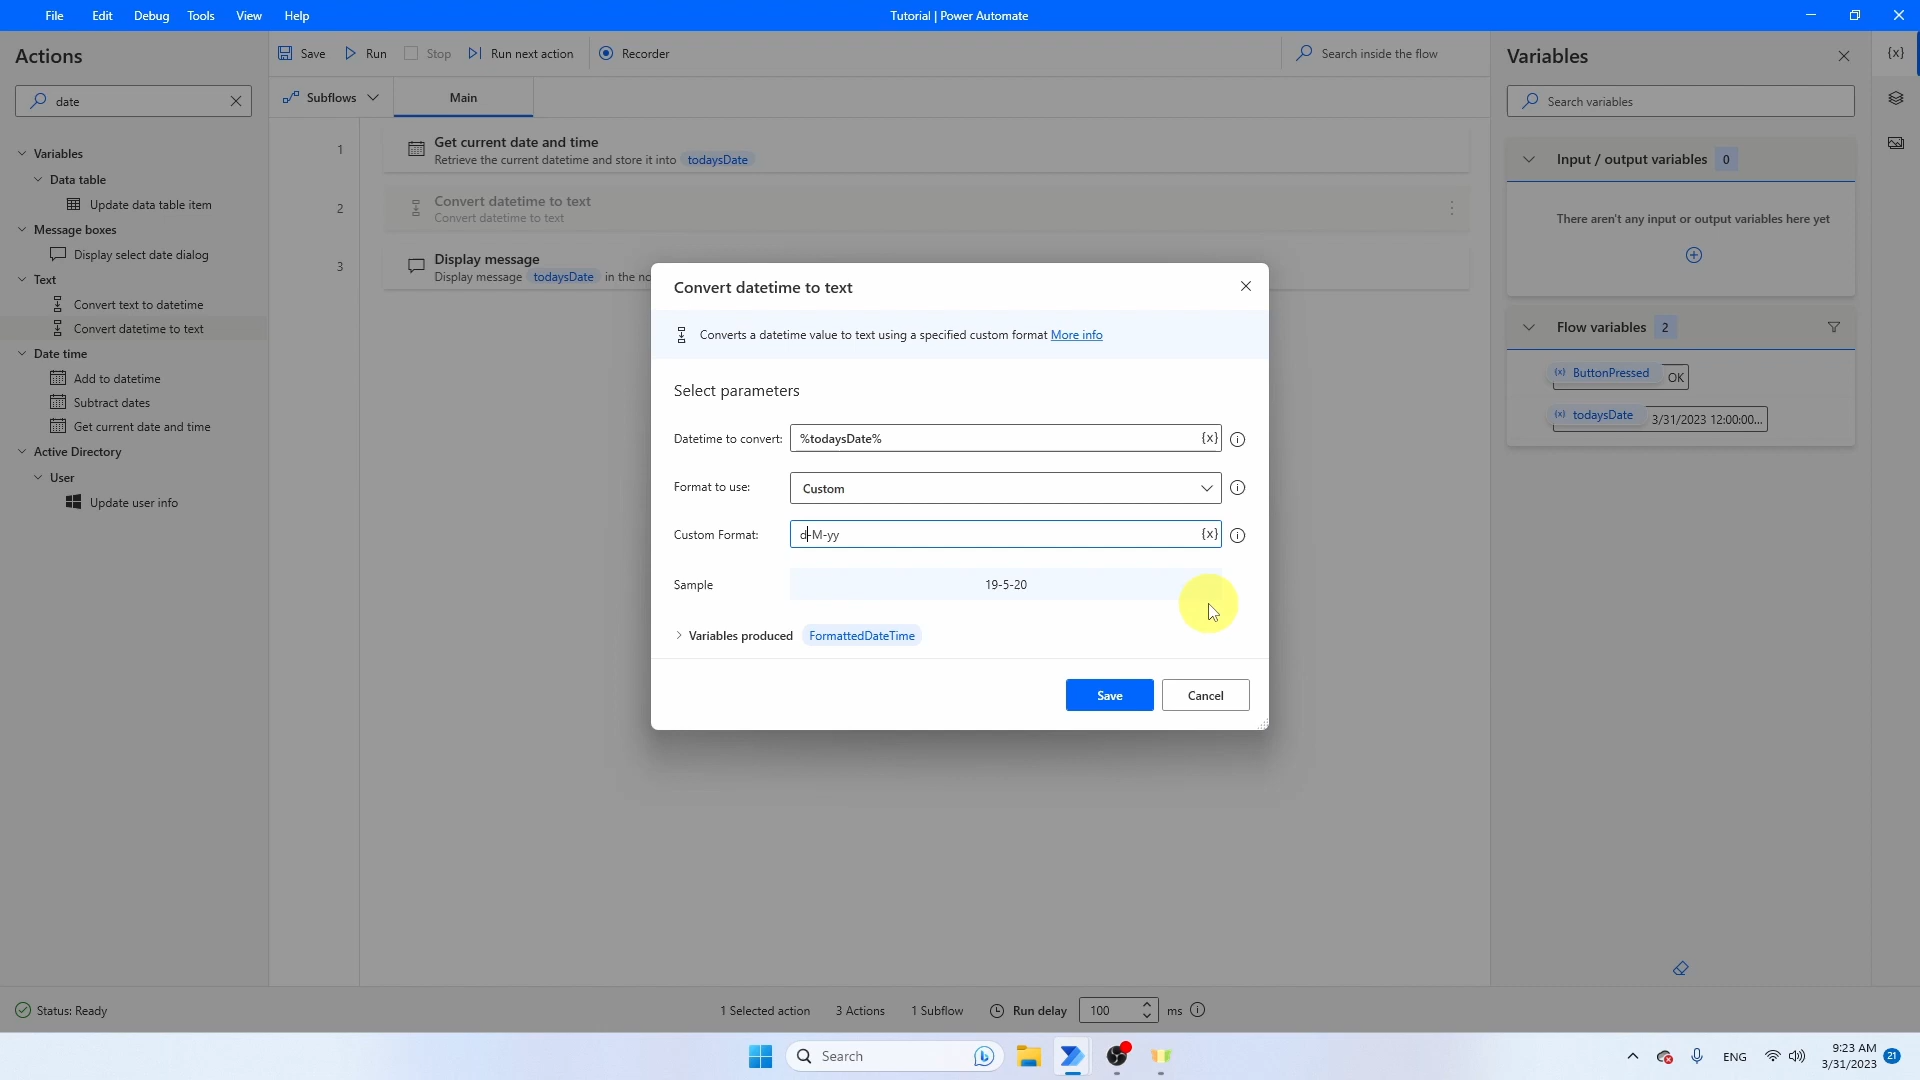 File Edit Debug Tools View Help
Tutorial | Power Automate
Actions
date
Variables
Data table
Update data table item
Message boxes
Display select date dialog
Text
Convert text to datetime
Convert datetime to text
Date time
Add to datetime
Subtract dates
Get current date and time
Active Directory
User
Update user info
Save Run Stop Run next action Recorder
Search inside the flow
Subflows Main
1
Get current date and time
Retrieve the current datetime and store it into todaysDate
2
Convert datetime to text
Convert datetime to text
3
Display message
Display message todaysDate in the
Convert datetime to text
Converts a datetime value to text using a specified custom format More info
Select parameters
Datetime to convert: %todaysDate% {x}
Format to use: Custom
Custom Format: d-M-yy {x}
Sample 19-5-20
Variables produced FormattedDateTime
Save Cancel
Variables
{x}
Search variables
Input / output variables 0
There aren't any input or output variables here yet
Flow variables 2
(x) ButtonPressed OK
(x) todaysDate 3/31/2023 12:00:00...
Status: Ready
1 Selected action 3 Actions 1 Subflow Run delay 100 ms
Search
ENG
9:23 AM
3/31/2023
21